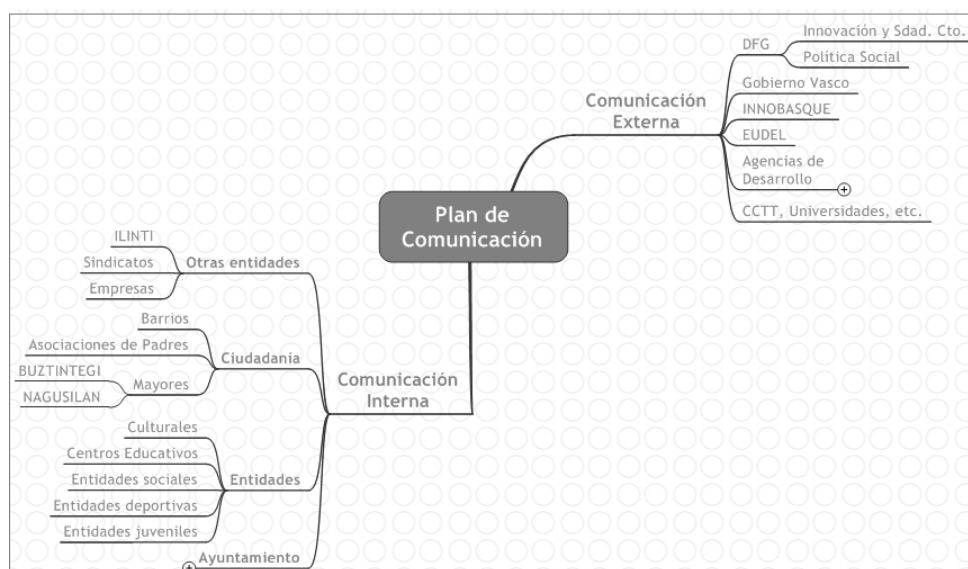 Innovación y Sdad. Cto.
DFG
Política Social
Gobierno Vasco
Comunicación
Externa
INNOBASQUE
EUDEL
Agencias de
Desarrollo
CCTT, Universidades, etc.
Plan de
Comunicación
ILINTI
Sindicatos
Otras entidades
Empresas
Barrios
Asociaciones de Padres
Ciudadanía
BUZTINTEGI
Mayores
NAGUSILAN
Comunicación
Interna
Culturales
Centros Educativos
Entidades sociales
Entidades
Entidades deportivas
Entidades juveniles
Ayuntamiento